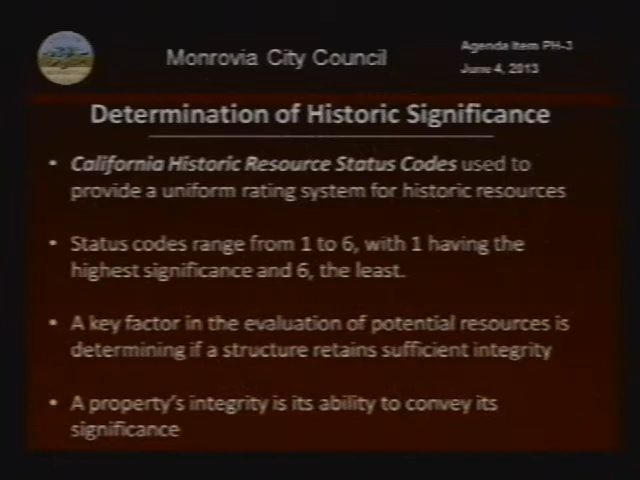 Monrovia City Council
Agenda Item PH-3
June 4, 2013
Determination of Historic Significance
• California Historic Resource Status Codes used to
provide a uniform rating system for historic resources
• Status codes range from 1 to 6, with 1 having the
highest significance and 6, the least.
• A key factor in the evaluation of potential resources is
determining if a structure retains sufficient integrity
• A property's integrity is its ability to convey its
significance